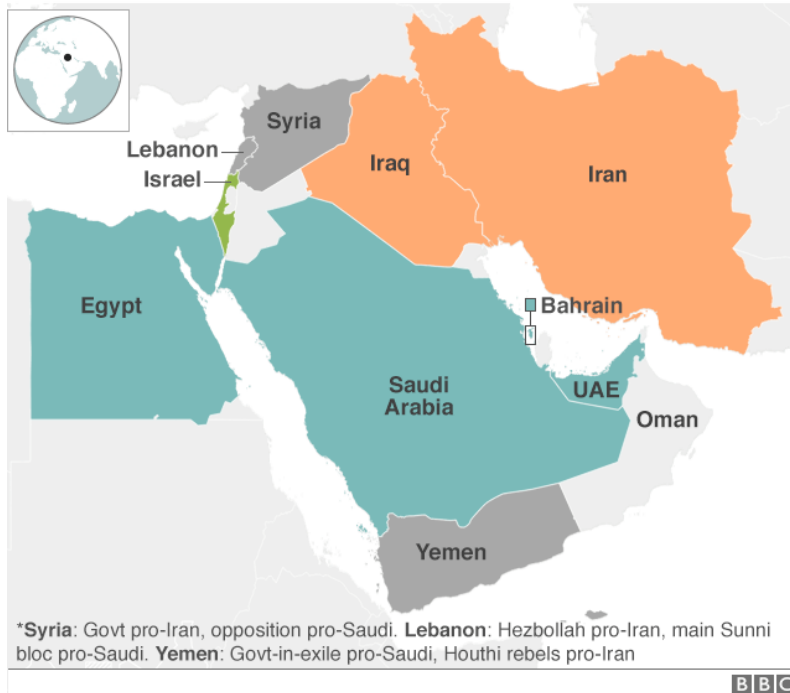 Syria
Lebanon
Israel
Iraq
Iran
Egypt
Bahrain
Saudi
Arabia
UAE
Oman
Yemen
*Syria: Govt pro-Iran, opposition pro-Saudi. Lebanon: Hezbollah pro-Iran, main Sunni
bloc pro-Saudi. Yemen: Govt-in-exile pro-Saudi, Houthi rebels pro-Iran
BBC